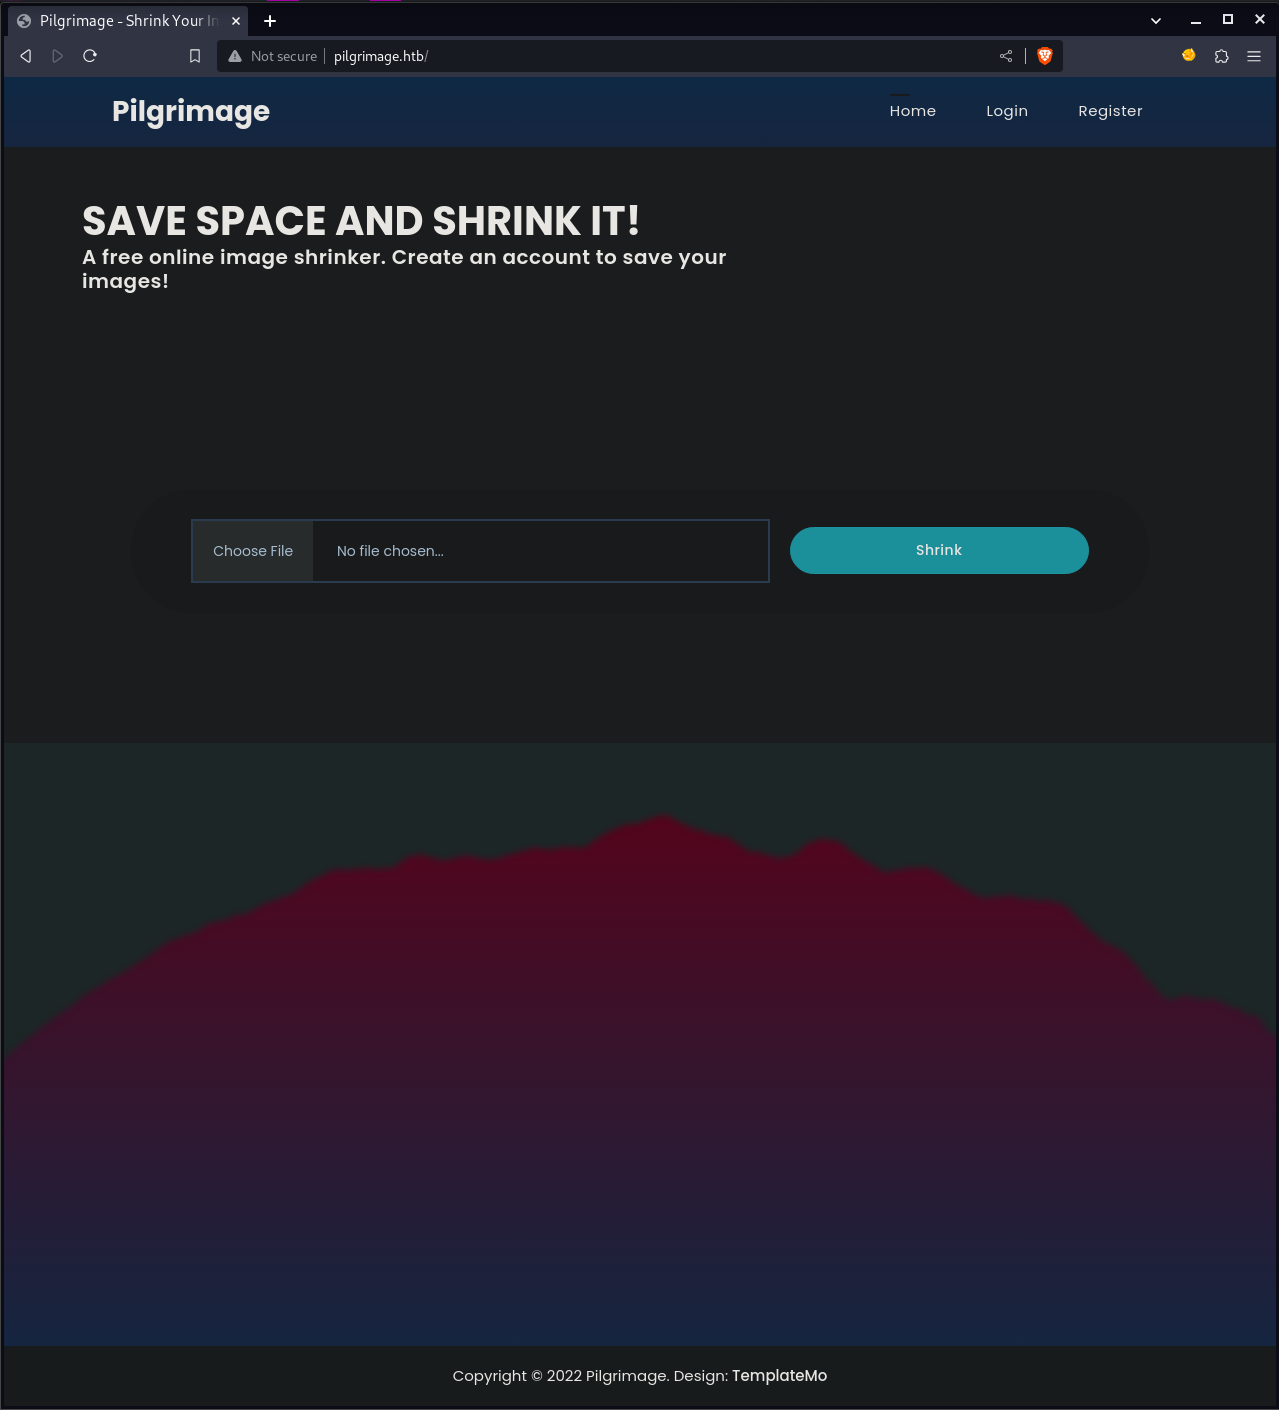 Pilgrimage - Shrink Your Im
Not secure pilgrimage.htb/
Pilgrimage Home Login Register
SAVE SPACE AND SHRINK IT!
A free online image shrinker. Create an account to save your
images!
Choose File No file chosen... Shrink
Copyright © 2022 Pilgrimage. Design: TemplateMo